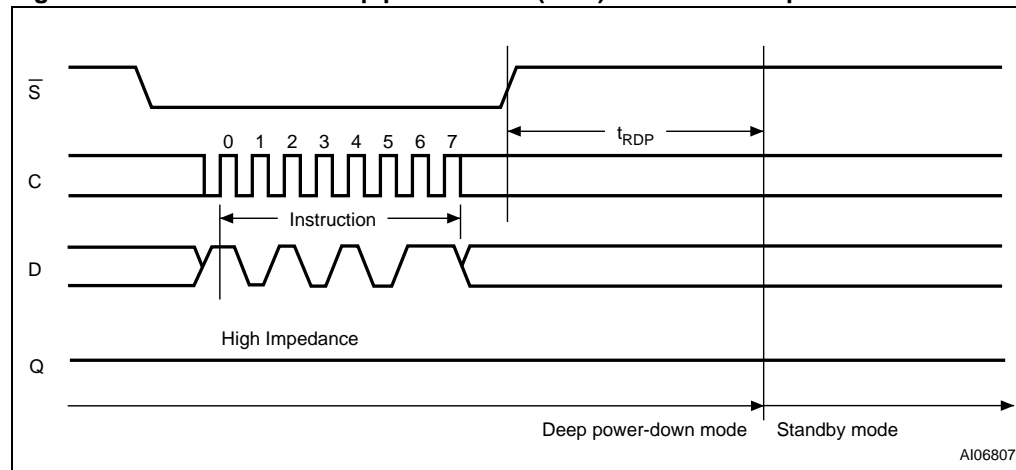 S
0 1 2 3 4 5 6 7
tRDP
C
Instruction
D
High Impedance
Q
Deep power-down mode Standby mode
AI06807